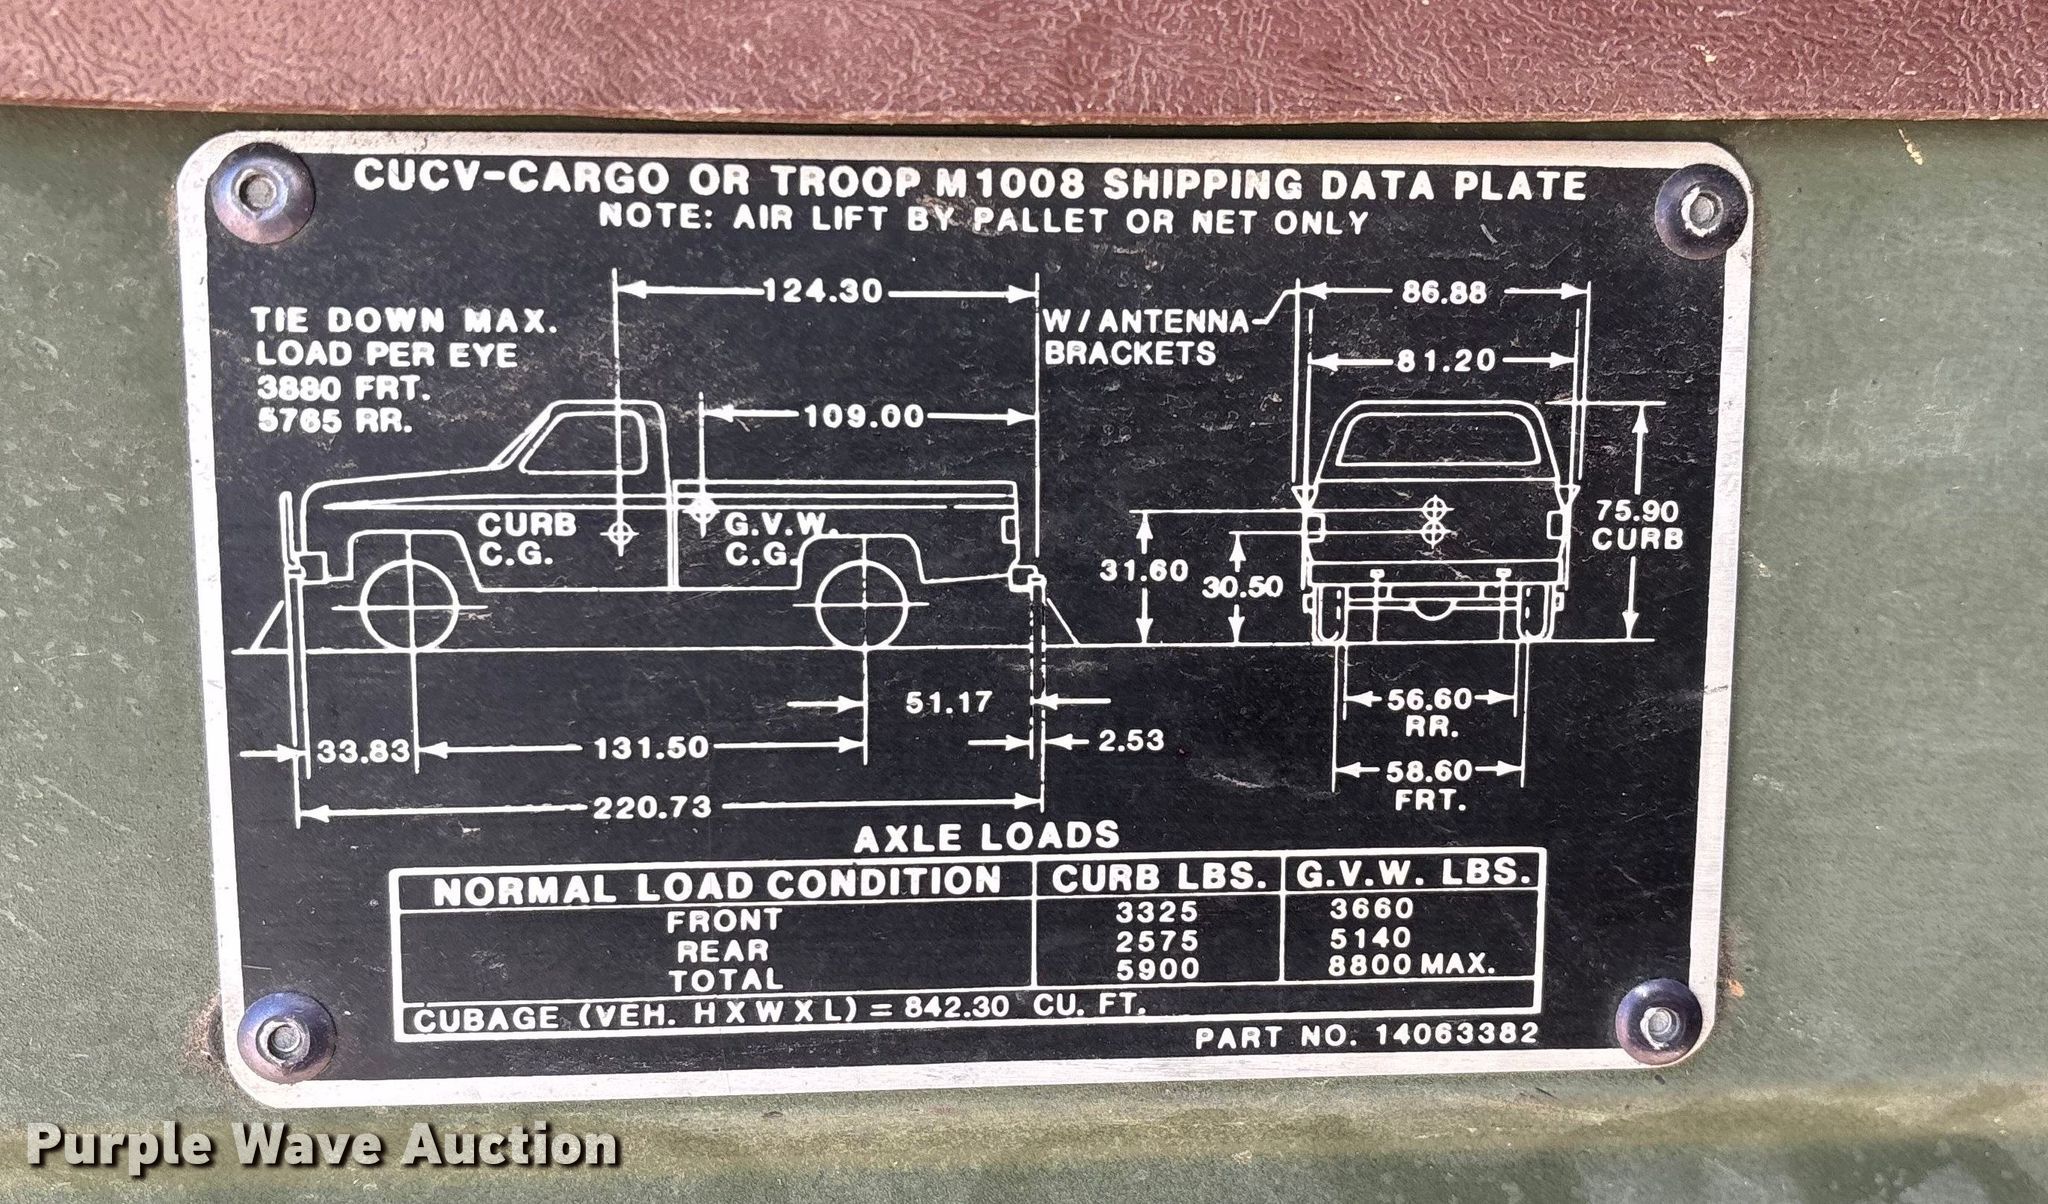 CUCV-CARGO OR TROOP M1008 SHIPPING DATA PLATE
NOTE: AIR LIFT BY PALLET OR NET ONLY
TIE DOWN MAX.
LOAD PER EYE
3880 FRT.
5765 RR.
124.30
109.00
CURB
C.G.
G.V.W.
C.G.
W/ANTENNA
BRACKETS
86.88
81.20
75.90
CURB
31.60
30.50
51.17
2.53
33.83
131.50
220.73
56.60
RR.
58.60
FRT.
AXLE LOADS
NORMAL LOAD CONDITION CURB LBS. G.V.W. LBS.
FRONT 3325 3660
REAR 2575 5140
TOTAL 5900 8800 MAX.
CUBAGE (VEH. H X W X L) = 842.30 CU. FT.
PART NO. 14063382
Purple Wave Auction